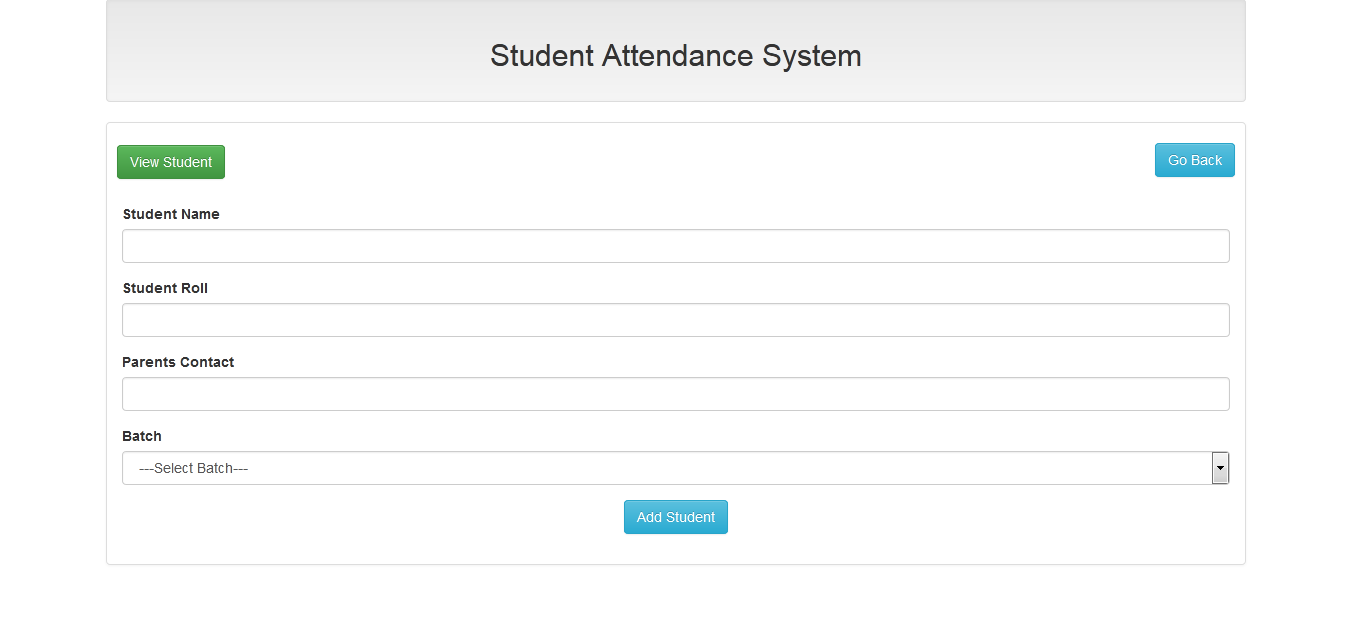 Student Attendance System
View Student
Go Back
Student Name
Student Roll
Parents Contact
Batch
---Select Batch---
Add Student